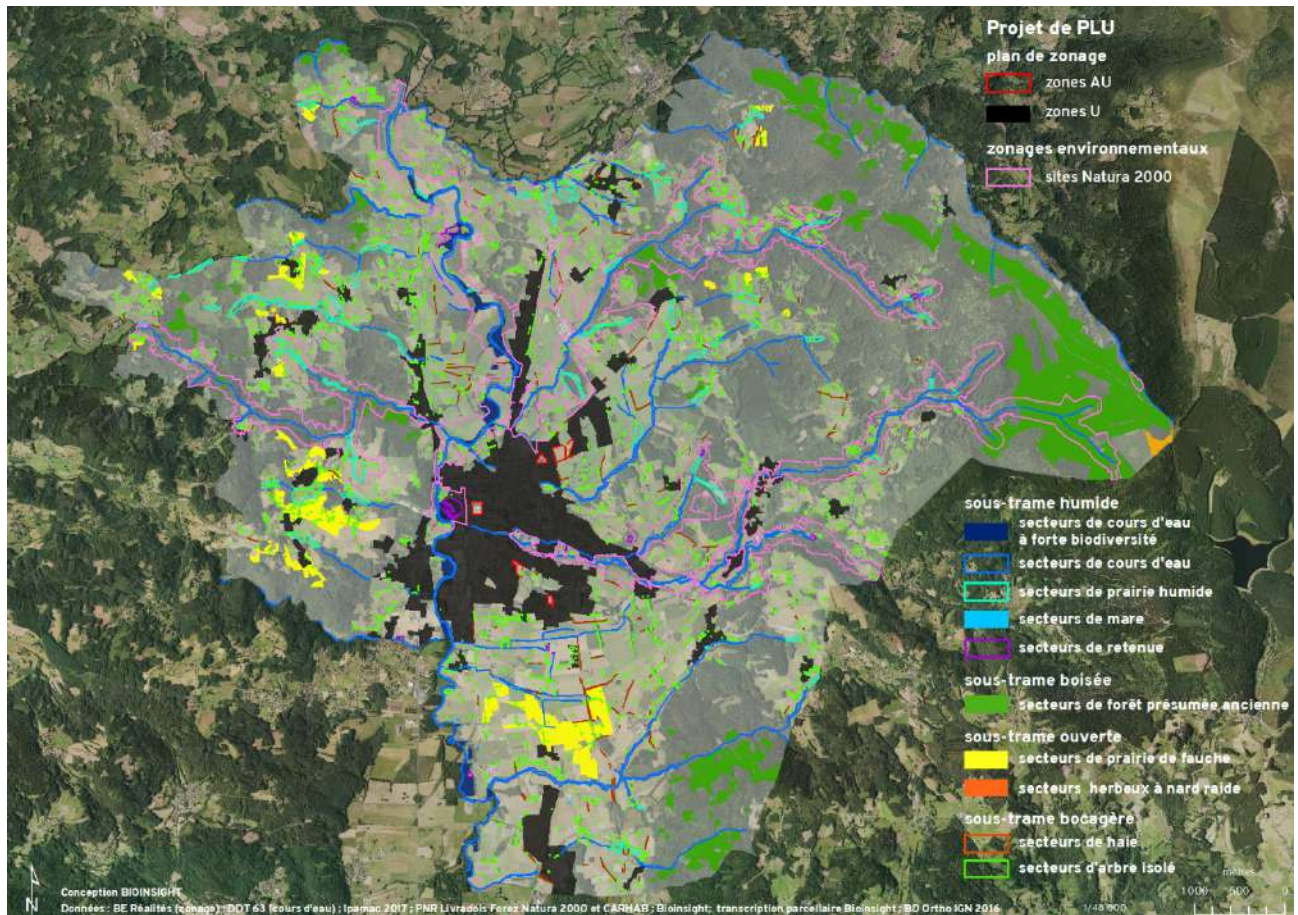 Projet de PLU
plan de zonage
zones AU
zones U
zonages environnementaux
sites Natura 2000
sous-trame humide
secteurs de cours d'eau
à forte biodiversité
secteurs de cours d'eau
secteurs de prairie humide
secteurs de mare
secteurs de retenue
sous-trame boisée
secteurs de forêt présumée ancienne
sous-trame ouverte
secteurs de prairie de fauche
secteurs herbeux à nard raide
sous-trame bocagère
secteurs de haie
secteurs d'arbre isolé
mètres
1000 500 0
N
Conception BIOINSIGHT
Données : BE Réalités (zonage) ; DDT 63 (cours d'eau) ; Ipamac 2017 ; PNR Livradois Forez Natura 2000 et CARHAB ; Bioinsight; transcription parcellaire Bioinsight ; BD Ortho IGN 2016